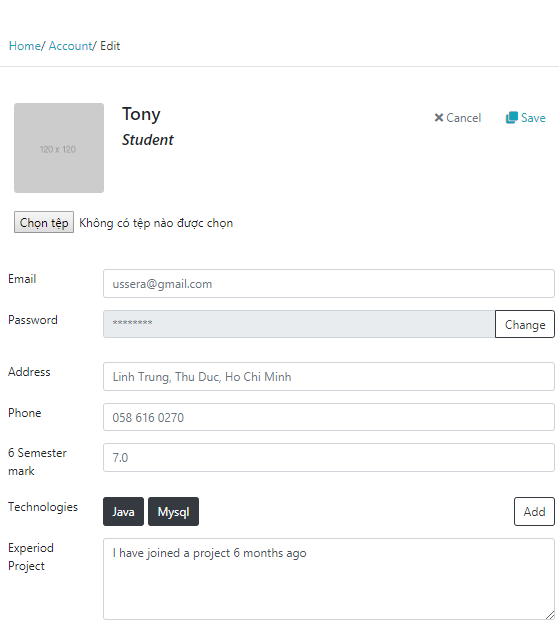 Home/ Account/ Edit
Tony
Cancel Save
Student
120 x 120
Chọn tệp Không có tệp nào được chọn
Email ussera@gmail.com
Password ******** Change
Address Linh Trung, Thu Duc, Ho Chi Minh
Phone 058 616 0270
6 Semester
mark
7.0
Technologies Java Mysql Add
Experiod
Project
I have joined a project 6 months ago